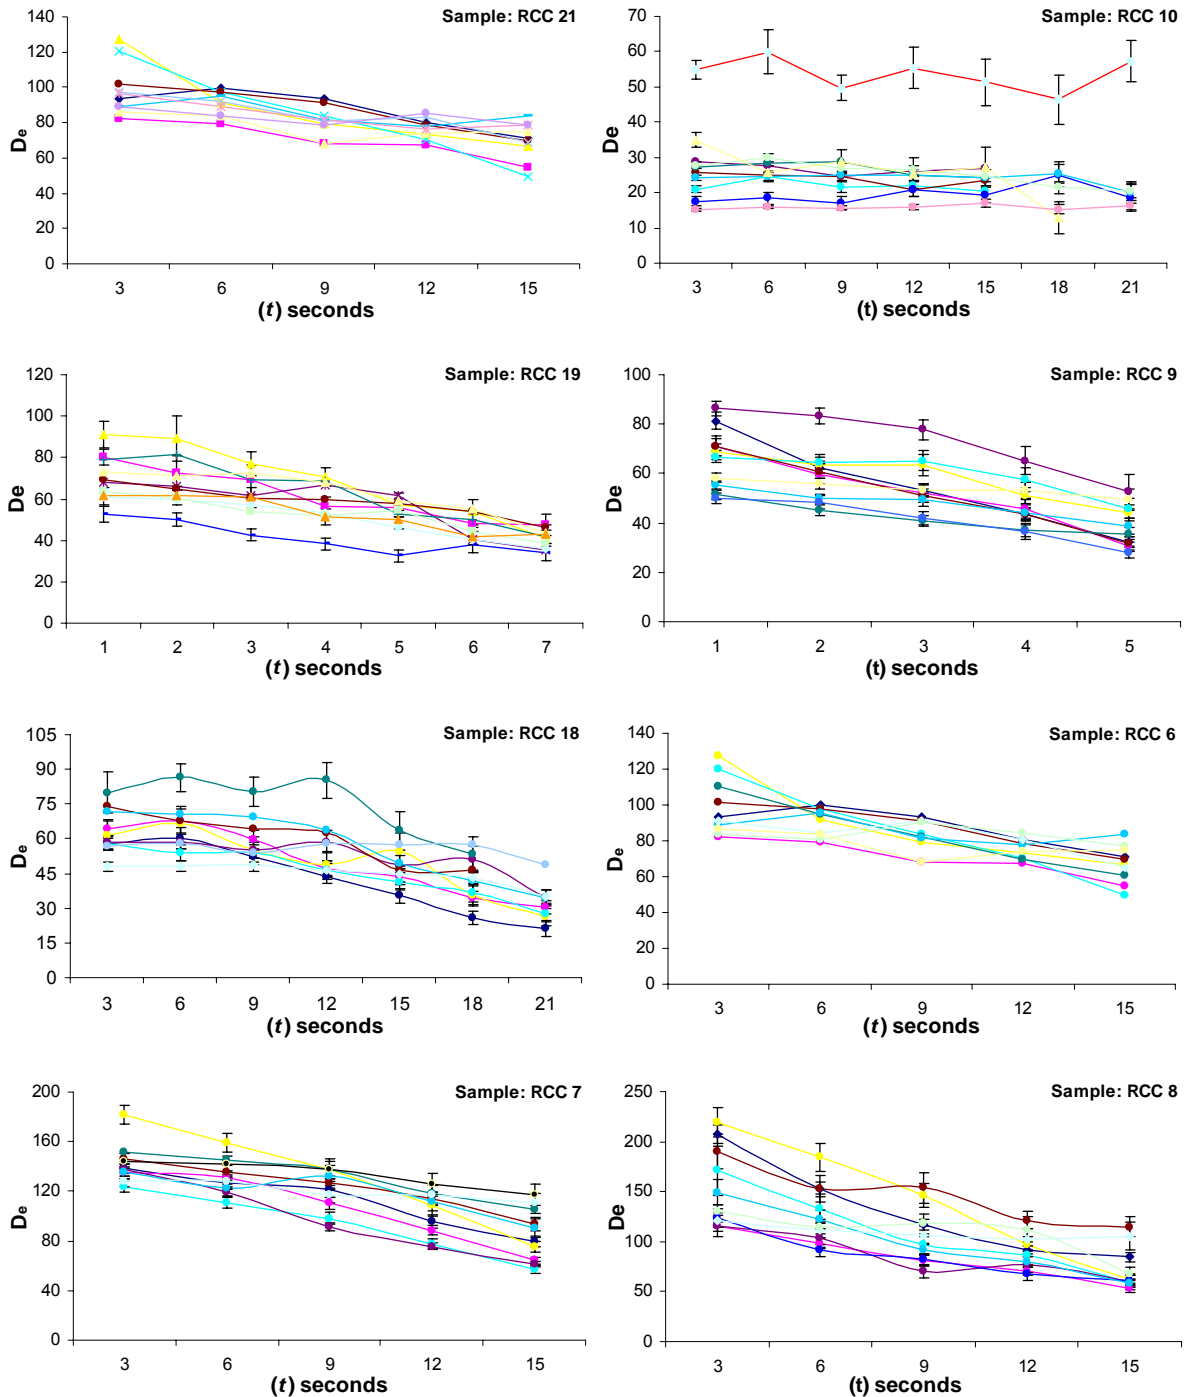 Sample: RCC 21
140
120
100
80
60
40
20
0
De
3 6 9 12 15
(t) seconds
Sample: RCC 10
70
60
50
40
30
20
10
0
De
3 6 9 12 15 18 21
(t) seconds
Sample: RCC 19
120
100
80
60
40
20
0
De
1 2 3 4 5 6 7
(t) seconds
Sample: RCC 9
100
80
60
40
20
0
De
1 2 3 4 5
(t) seconds
Sample: RCC 18
105
90
75
60
45
30
15
0
De
3 6 9 12 15 18 21
(t) seconds
Sample: RCC 6
140
120
100
80
60
40
20
0
De
3 6 9 12 15
(t) seconds
Sample: RCC 7
200
160
120
80
40
0
De
3 6 9 12 15
(t) seconds
Sample: RCC 8
250
200
150
100
50
0
De
3 6 9 12 15
(t) seconds